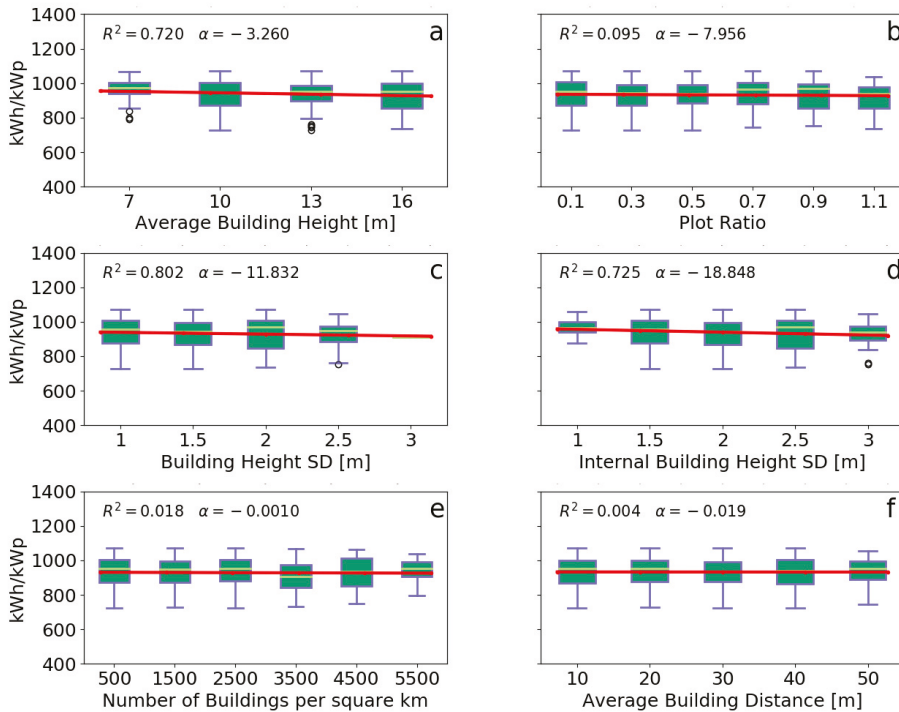 R² = 0.720 α = − 3.260
a
1400
1200
1000
800
600
400
kWh/kWp
7 10 13 16
Average Building Height [m]
R² = 0.095 α = − 7.956
b
0.1 0.3 0.5 0.7 0.9 1.1
Plot Ratio
R² = 0.802 α = − 11.832
c
1400
1200
1000
800
600
400
kWh/kWp
1 1.5 2 2.5 3
Building Height SD [m]
R² = 0.725 α = − 18.848
d
1 1.5 2 2.5 3
Internal Building Height SD [m]
R² = 0.018 α = − 0.0010
e
1400
1200
1000
800
600
400
kWh/kWp
500 1500 2500 3500 4500 5500
Number of Buildings per square km
R² = 0.004 α = − 0.019
f
10 20 30 40 50
Average Building Distance [m]